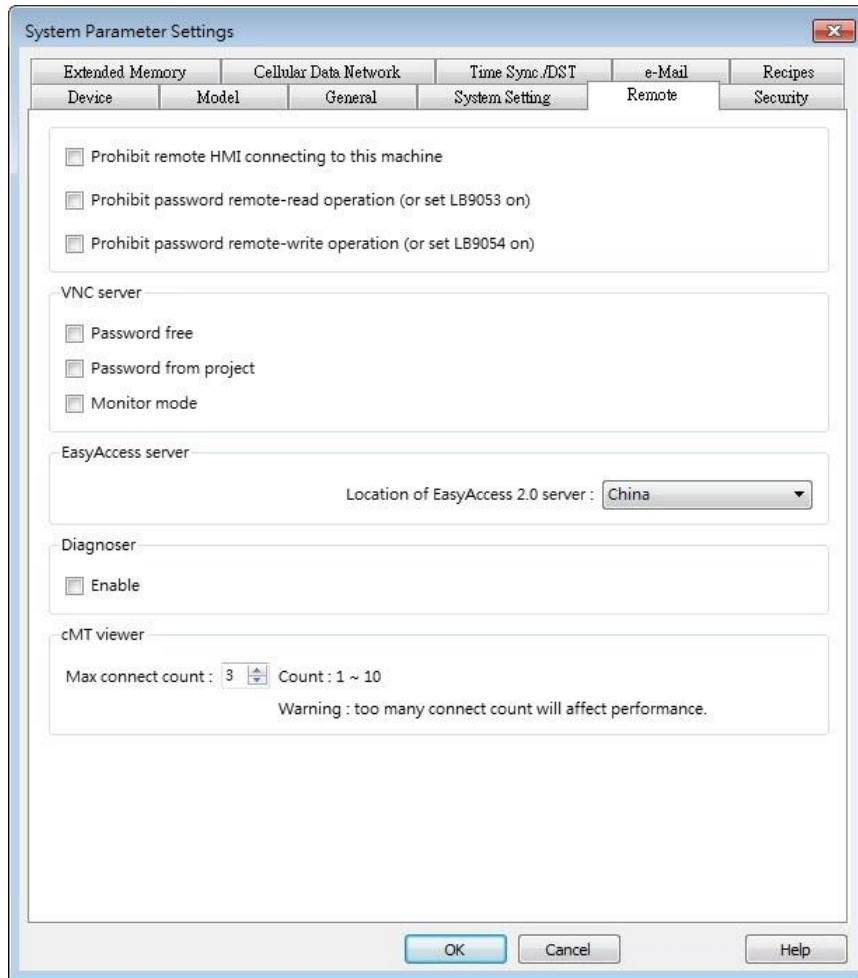 System Parameter Settings
Extended Memory Cellular Data Network Time Sync./DST e-Mail Recipes
Device Model General System Setting Remote Security
Prohibit remote HMI connecting to this machine
Prohibit password remote-read operation (or set LB9053 on)
Prohibit password remote-write operation (or set LB9054 on)
VNC server
Password free
Password from project
Monitor mode
EasyAccess server
Location of EasyAccess 2.0 server : China
Diagnoser
Enable
cMT viewer
Max connect count : 3 Count : 1 ~ 10
Warning : too many connect count will affect performance.
OK Cancel Help